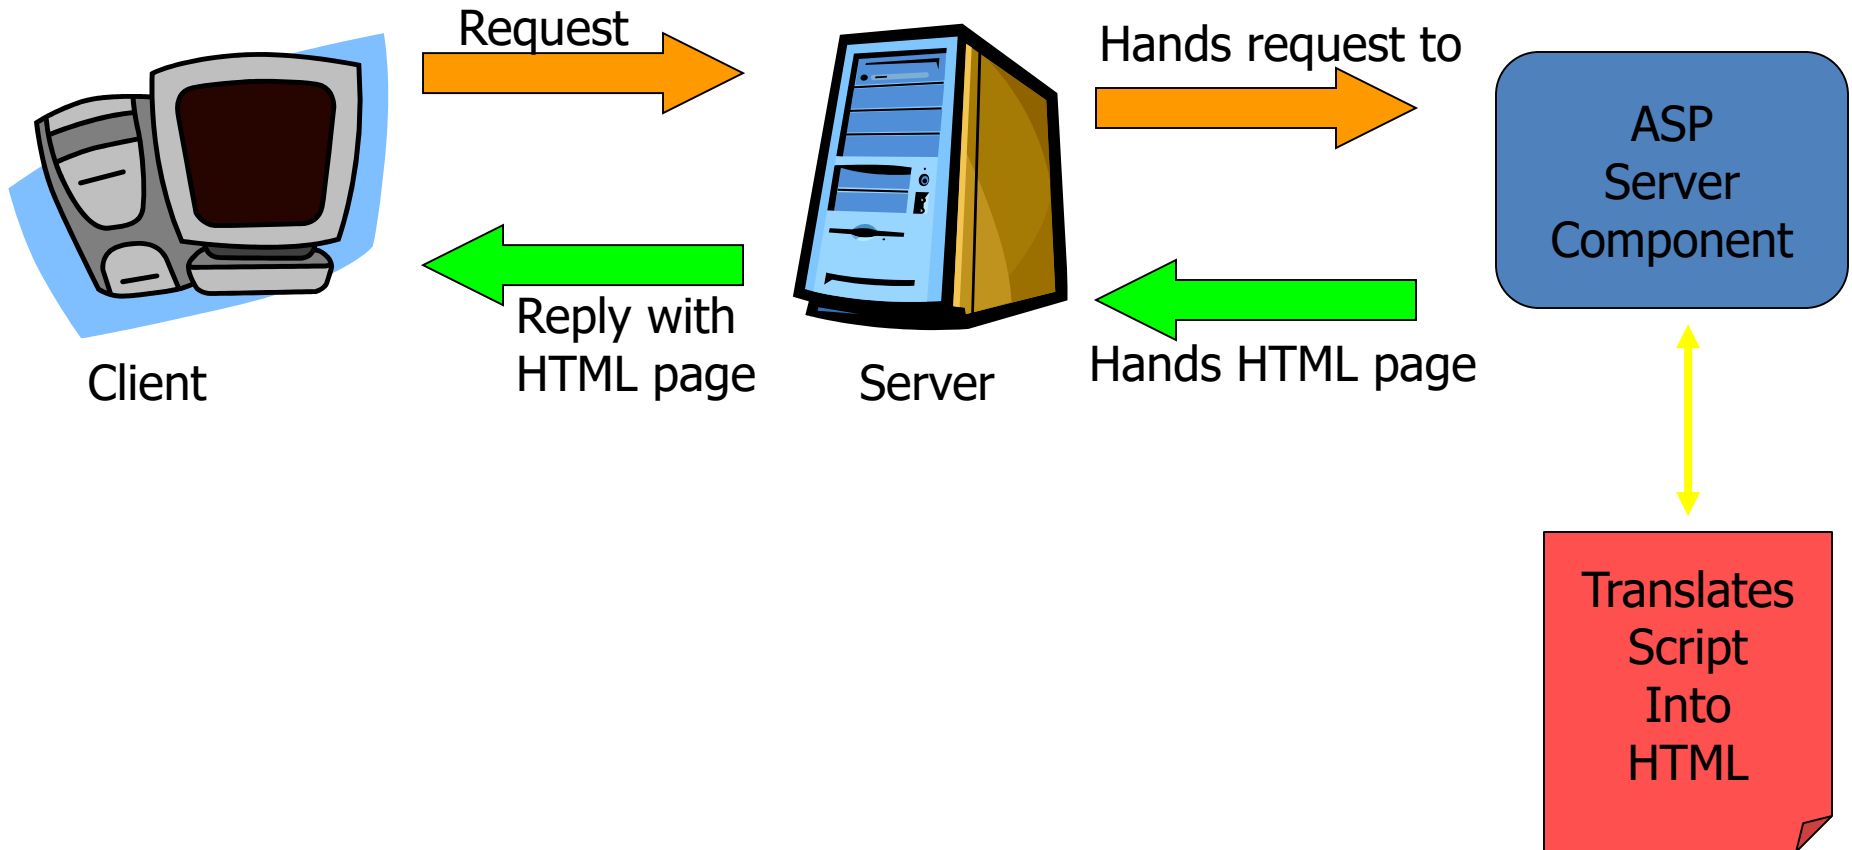 Request
Hands request to
ASP
Server
Component
Reply with
HTML page
Hands HTML page
Client
Server
Translates
Script
Into
HTML